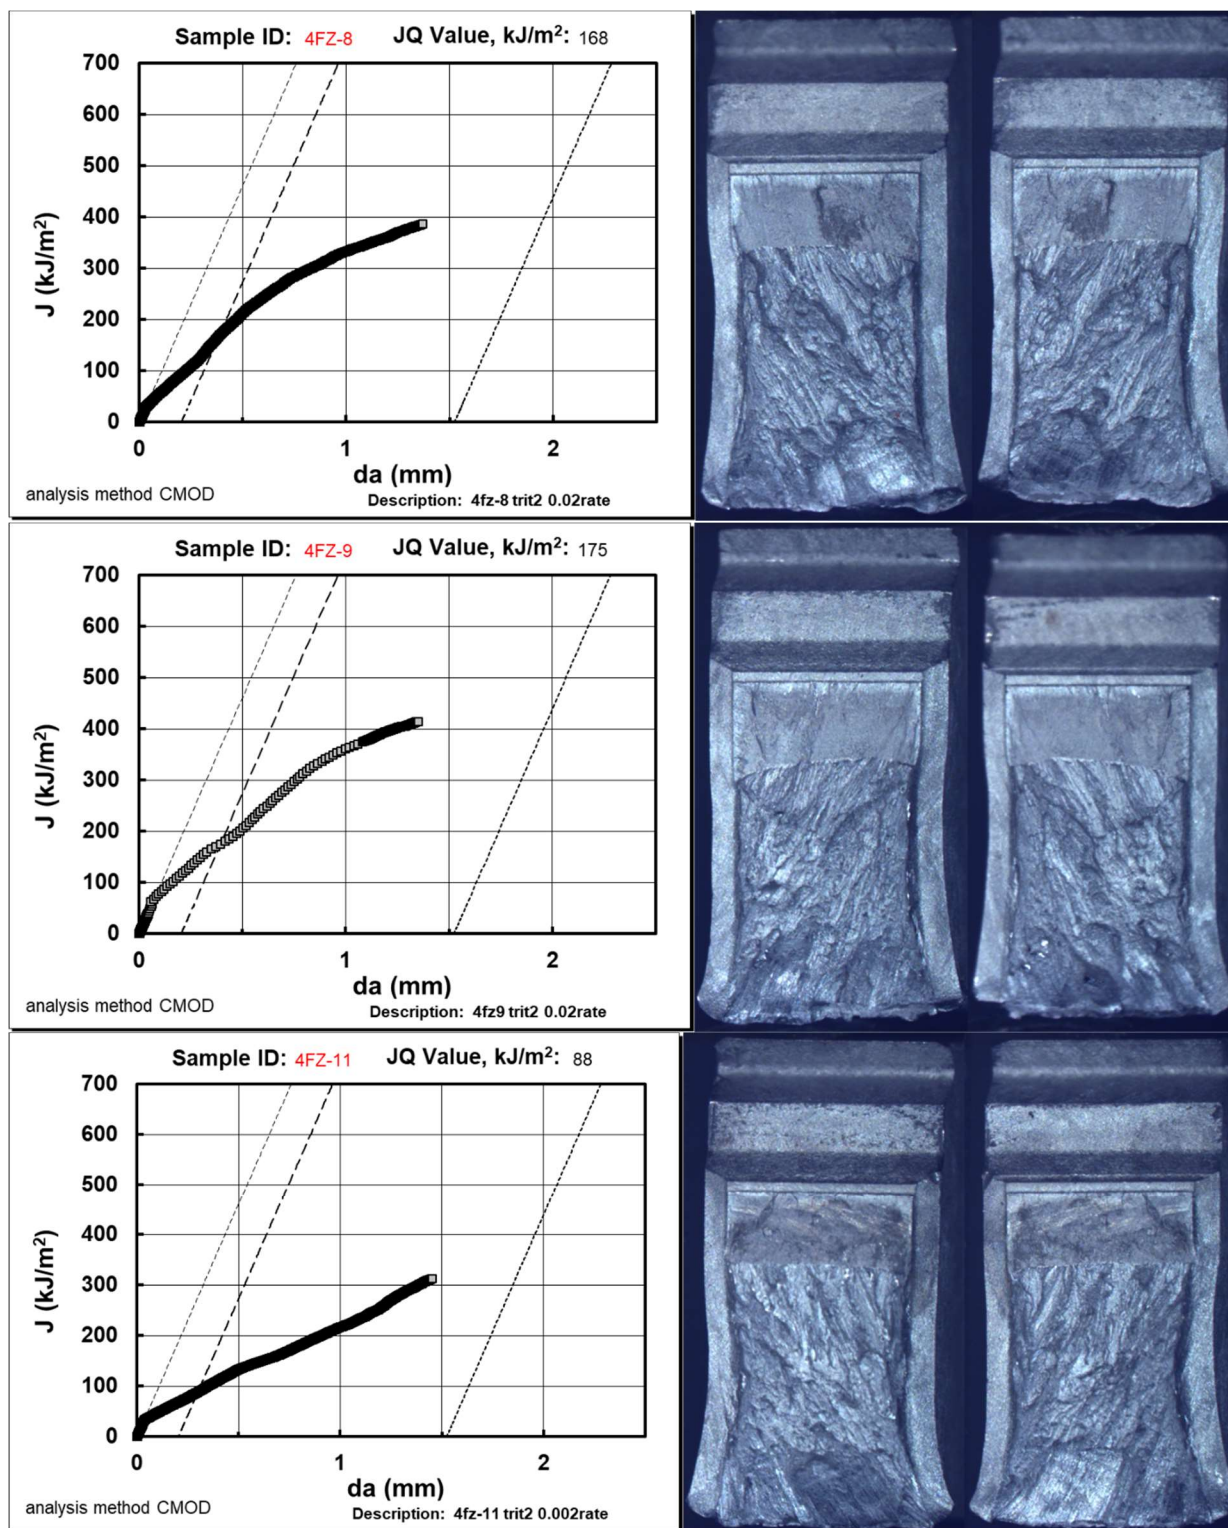 Sample ID: 4FZ-8 JQ Value, kJ/m²: 168
700
600
500
400
300
200
100
0
J (kJ/m²)
0 1 2
da (mm)
analysis method CMOD
Description: 4fz-8 trit2 0.02rate
Sample ID: 4FZ-9 JQ Value, kJ/m²: 175
700
600
500
400
300
200
100
0
J (kJ/m²)
0 1 2
da (mm)
analysis method CMOD
Description: 4fz9 trit2 0.02rate
Sample ID: 4FZ-11 JQ Value, kJ/m²: 88
700
600
500
400
300
200
100
0
J (kJ/m²)
0 1 2
da (mm)
analysis method CMOD
Description: 4fz-11 trit2 0.002rate